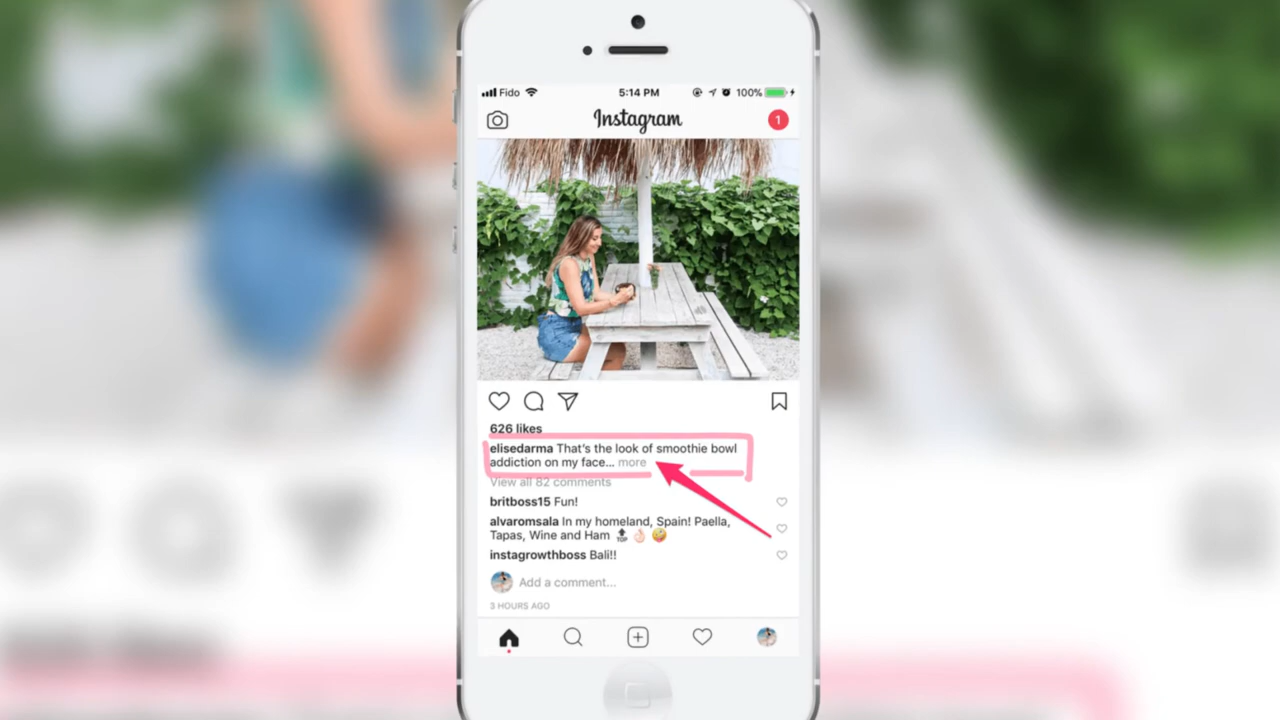 Fido 5:14 PM 100%
Instagram 1
626 likes
elisedarma That's the look of smoothie bowl
addiction on my face... more
View all 82 comments
britboss15 Fun!
alvaromsala In my homeland, Spain! Paella,
Tapas, Wine and Ham 🔝👌🏻🤪
instagrowthboss Bali!!
Add a comment...
3 HOURS AGO